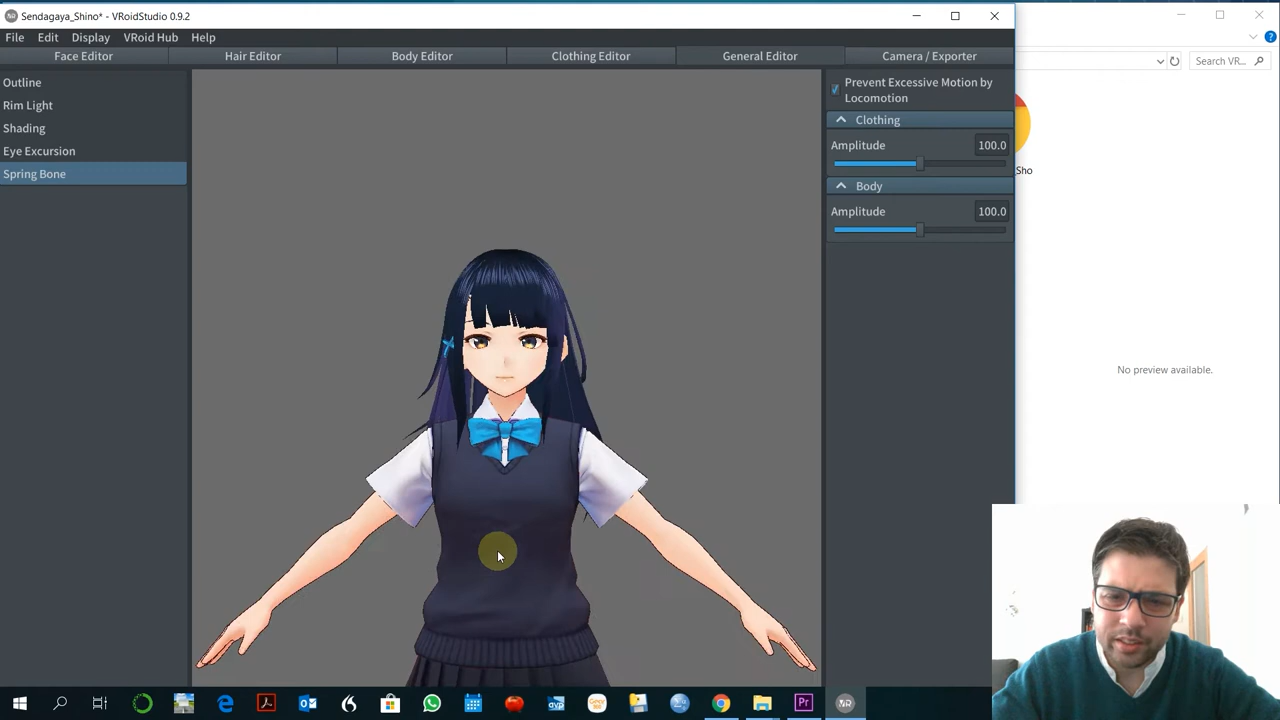 Sendagaya_Shino* - VRoidStudio 0.9.2
File Edit Display VRoid Hub Help
Face Editor Hair Editor Body Editor Clothing Editor General Editor Camera / Exporter
Outline
Rim Light
Shading
Eye Excursion
Spring Bone
Prevent Excessive Motion by
Locomotion
Clothing
Amplitude 100.0
Body
Amplitude 100.0
Search VR...
_Sho
No preview available.